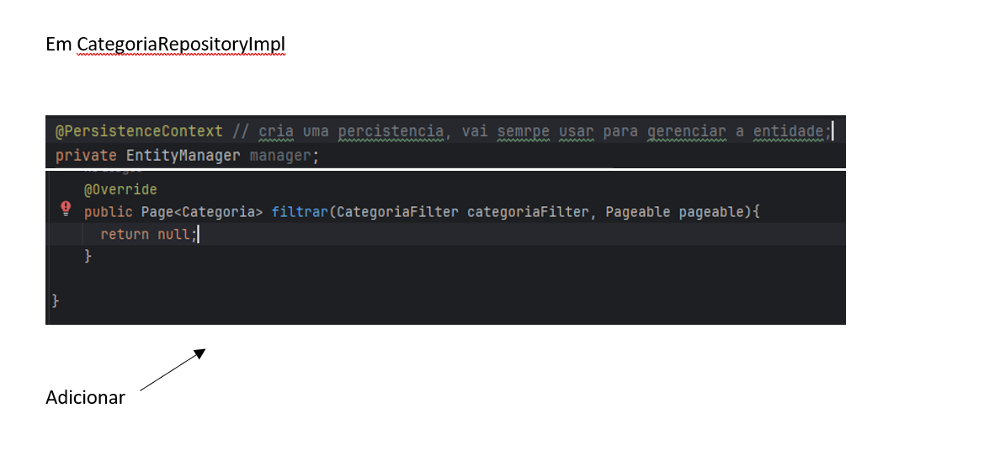 Em CategoriaRepositoryImpl
@PersistenceContext // cria uma percistencia, vai semrpe usar para gerenciar a entidade;
private EntityManager manager;
@Override
public Page<Categoria> filtrar(CategoriaFilter categoriaFilter, Pageable pageable){
return null;
}
}
Adicionar